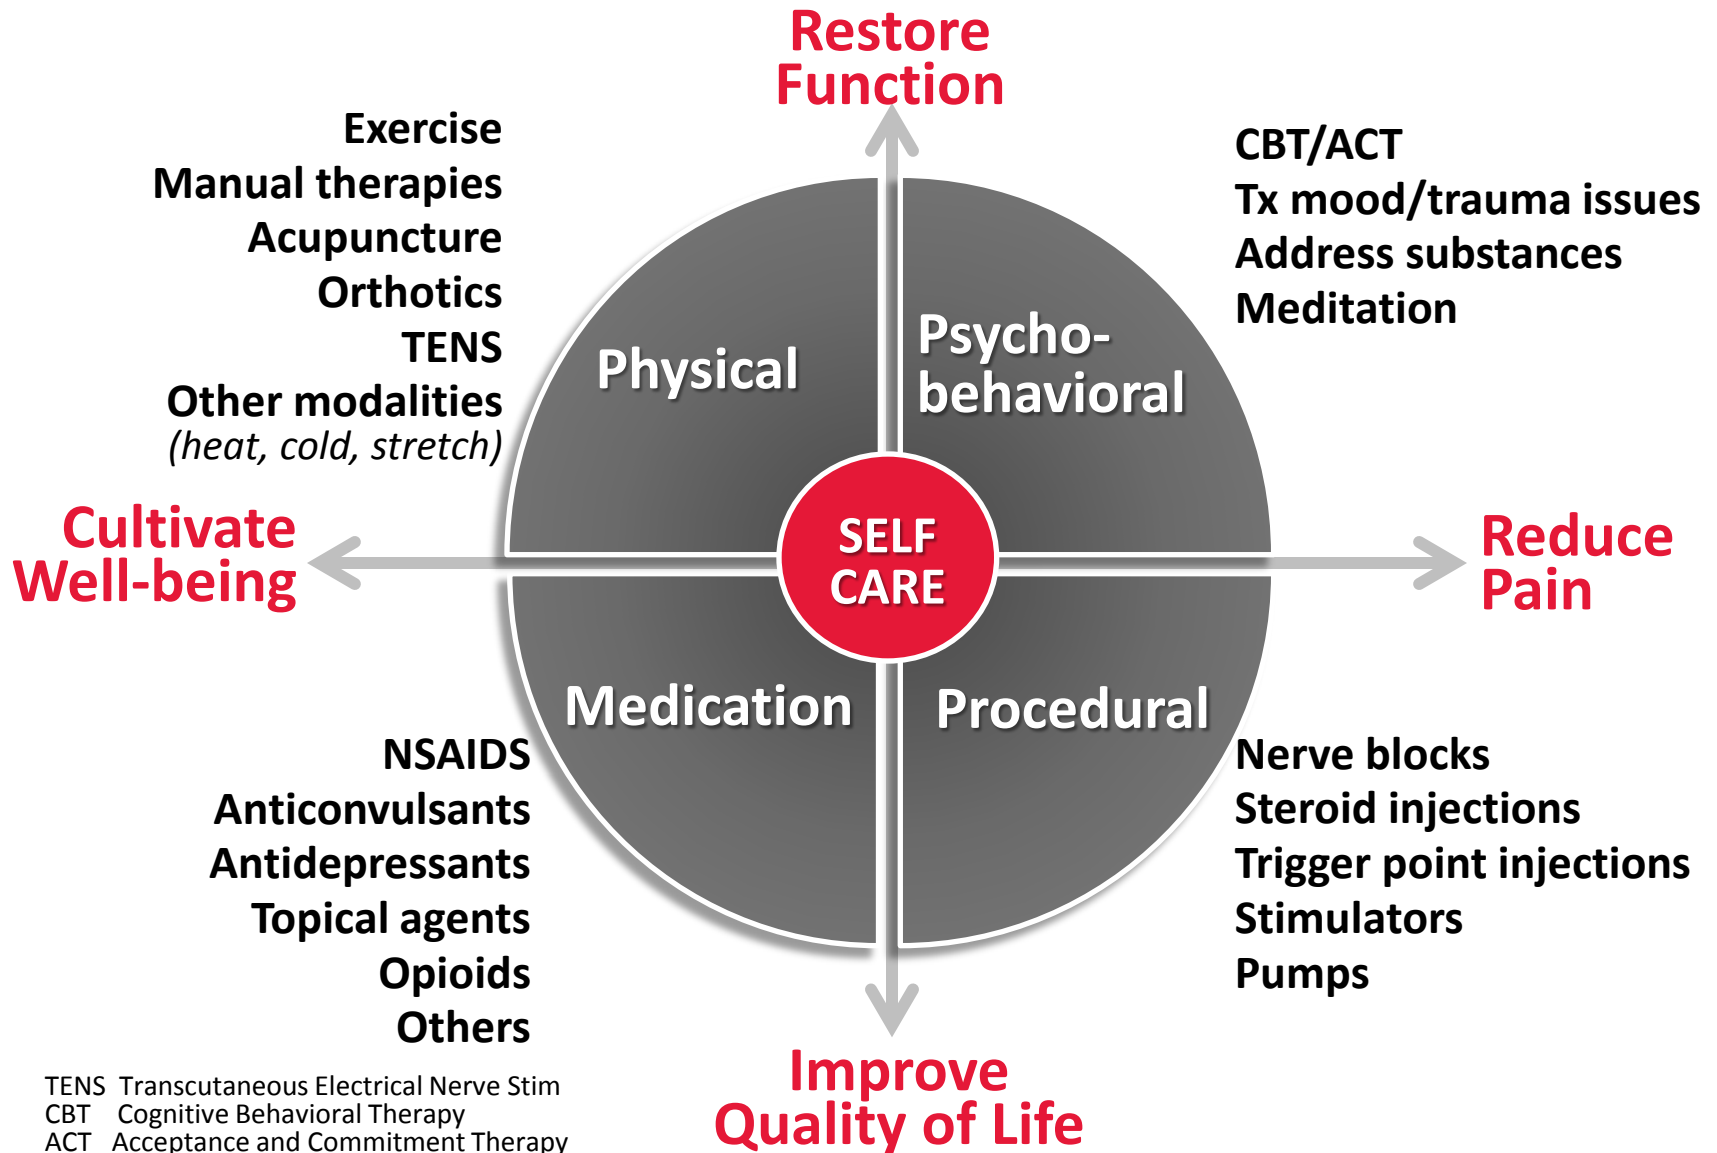 Restore
Function
Exercise
Manual therapies
Acupuncture
Orthotics
TENS
Other modalities
(heat, cold, stretch)
CBT/ACT
Tx mood/trauma issues
Address substances
Meditation
Physical
Psycho-
behavioral
Cultivate
Well-being
SELF
CARE
Reduce
Pain
Medication
Procedural
NSAIDS
Anticonvulsants
Antidepressants
Topical agents
Opioids
Others
Nerve blocks
Steroid injections
Trigger point injections
Stimulators
Pumps
Improve
Quality of Life
TENS Transcutaneous Electrical Nerve Stim
CBT Cognitive Behavioral Therapy
ACT Acceptance and Commitment Therapy